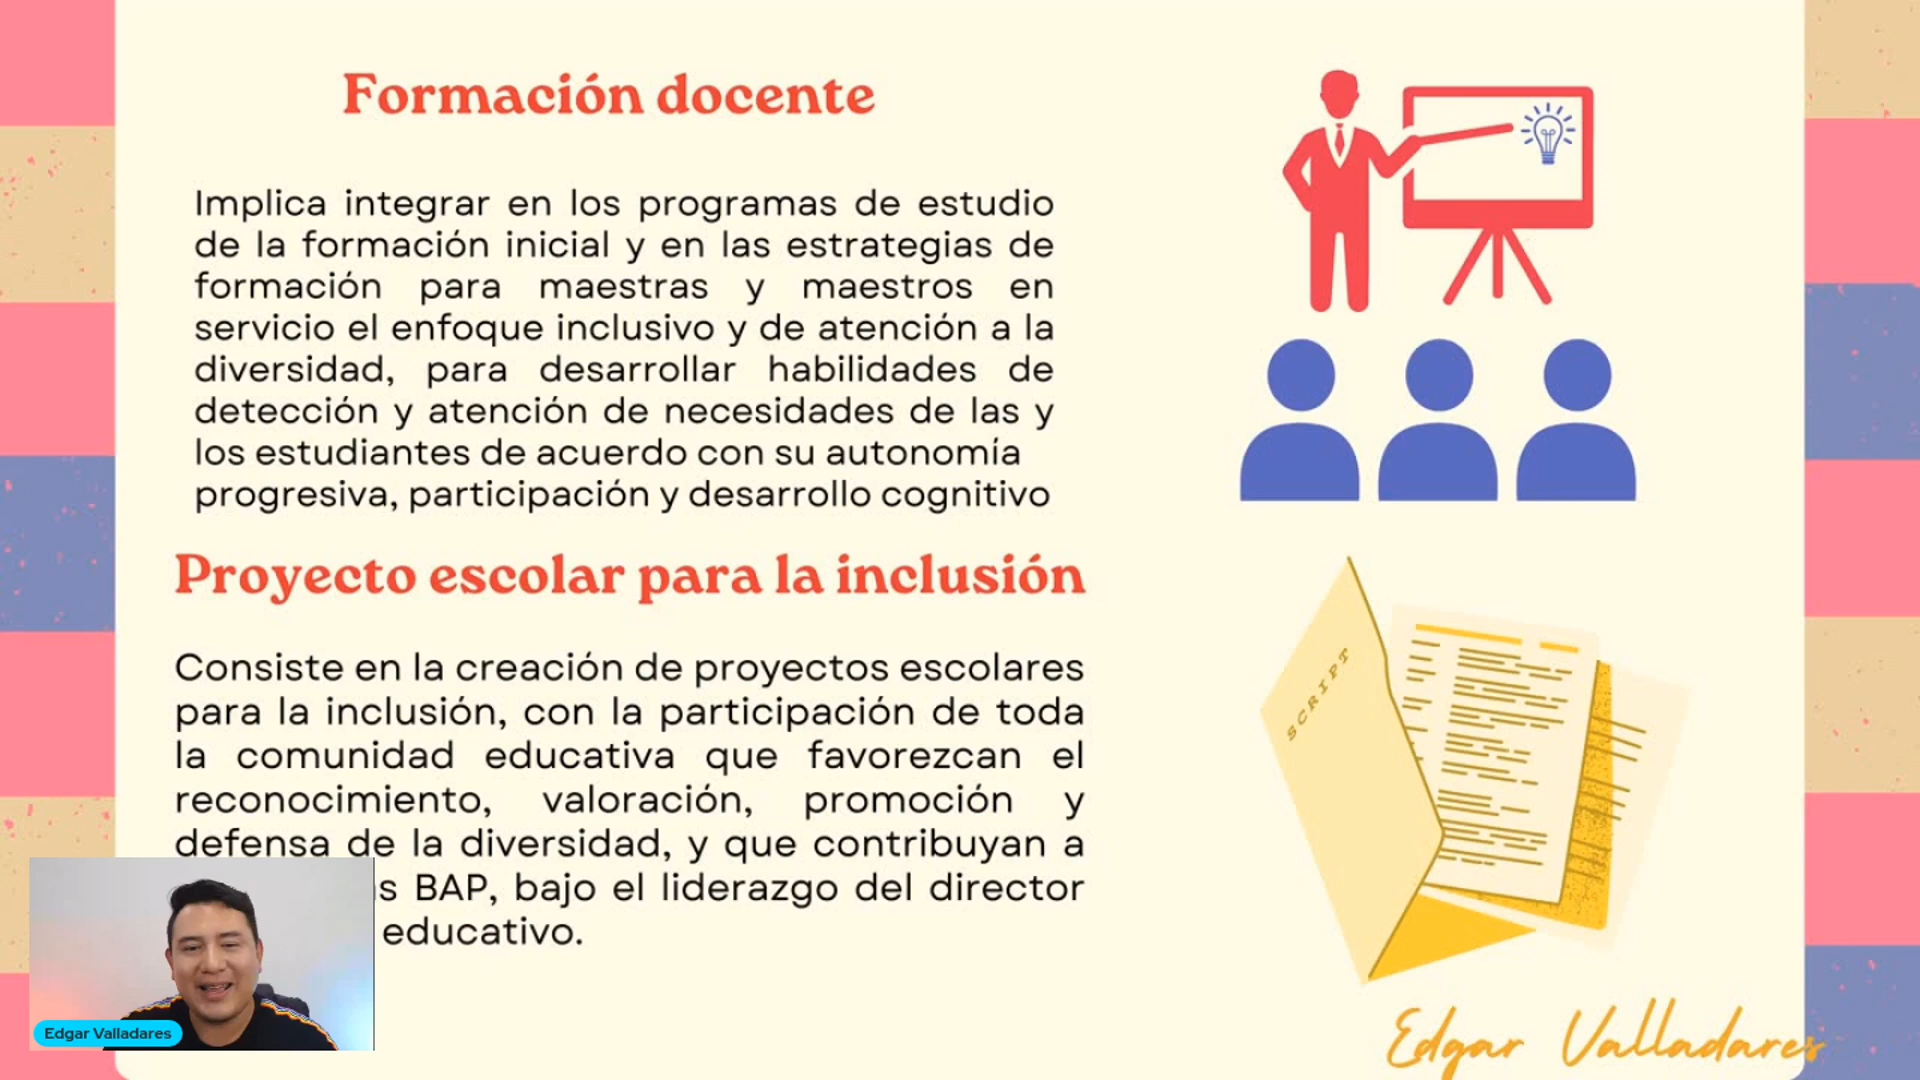 Formación docente
Implica integrar en los programas de estudio
de la formación inicial y en las estrategias de
formación para maestras y maestros en
servicio el enfoque inclusivo y de atención a la
diversidad, para desarrollar habilidades de
detección y atención de necesidades de las y
los estudiantes de acuerdo con su autonomía
progresiva, participación y desarrollo cognitivo
Proyecto escolar para la inclusión
Consiste en la creación de proyectos escolares
para la inclusión, con la participación de toda
la comunidad educativa que favorezcan el
reconocimiento, valoración, promoción y
defensa de la diversidad, y que contribuyan a
BAP, bajo el liderazgo del director
educativo.
SCRIPT
Edgar Valladares
Edgar Valladares